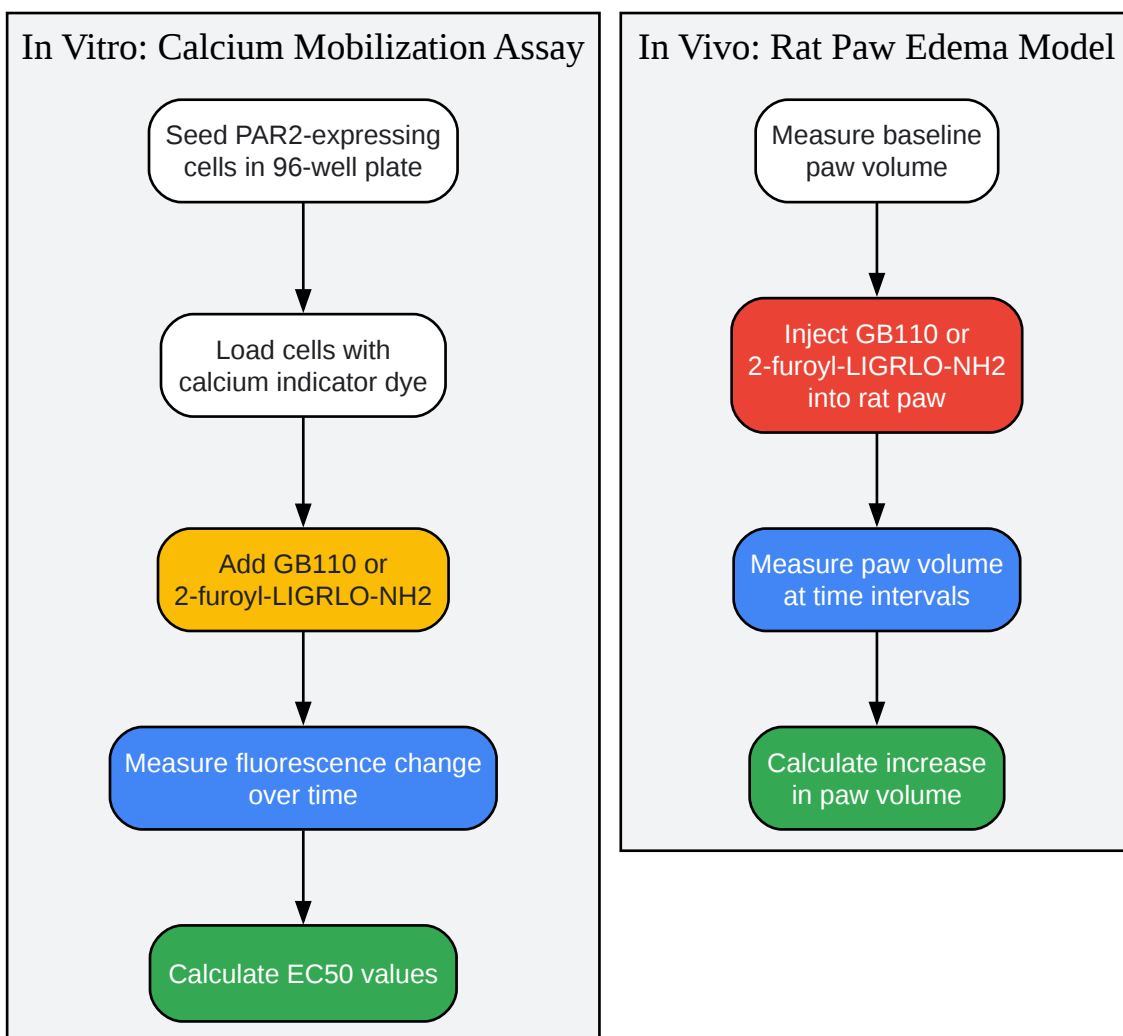 In Vitro: Calcium Mobilization Assay
Seed PAR2-expressing
cells in 96-well plate
Load cells with
calcium indicator dye
Add GB110 or
2-furoyl-LIGRLO-NH2
Measure fluorescence change
over time
Calculate EC50 values
In Vivo: Rat Paw Edema Model
Measure baseline
paw volume
Inject GB110 or
2-furoyl-LIGRLO-NH2
into rat paw
Measure paw volume
at time intervals
Calculate increase
in paw volume